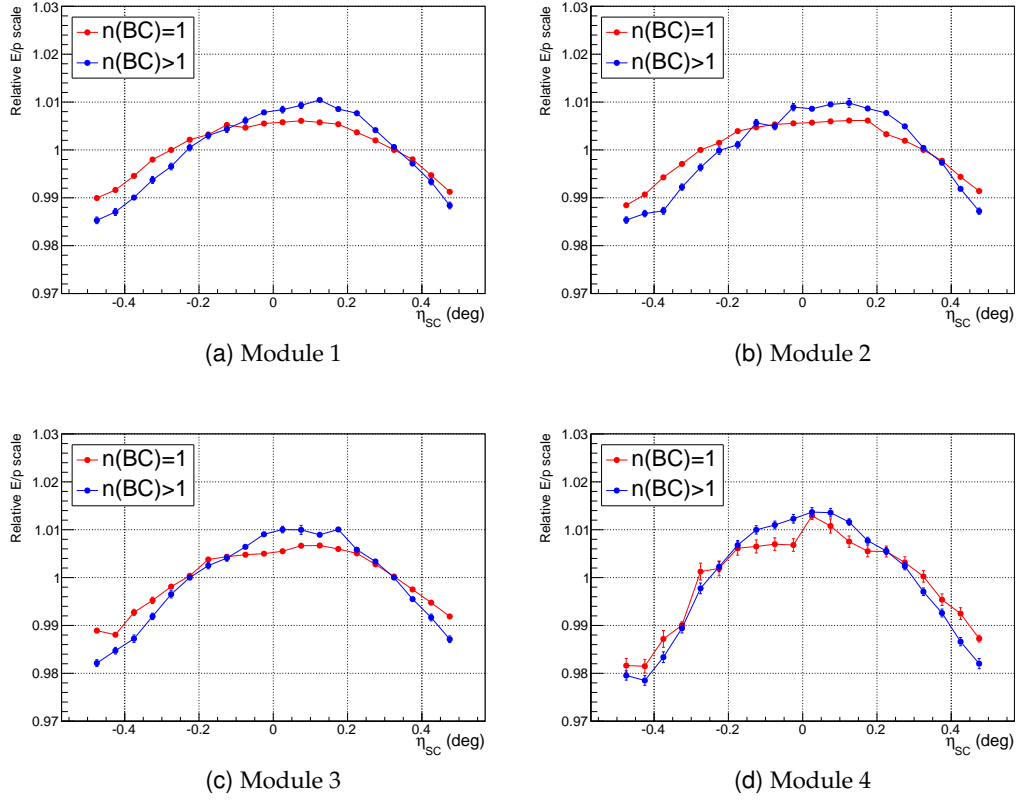 Relative E/p scale
1.03
1.02
1.01
1
0.99
0.98
0.97
n(BC)=1
n(BC)>1
-0.4 -0.2 0 0.2 0.4
η_SC (deg)
(a) Module 1
Relative E/p scale
1.03
1.02
1.01
1
0.99
0.98
0.97
n(BC)=1
n(BC)>1
-0.4 -0.2 0 0.2 0.4
η_SC (deg)
(b) Module 2
Relative E/p scale
1.03
1.02
1.01
1
0.99
0.98
0.97
n(BC)=1
n(BC)>1
-0.4 -0.2 0 0.2 0.4
η_SC (deg)
(c) Module 3
Relative E/p scale
1.03
1.02
1.01
1
0.99
0.98
0.97
n(BC)=1
n(BC)>1
-0.4 -0.2 0 0.2 0.4
η_SC (deg)
(d) Module 4